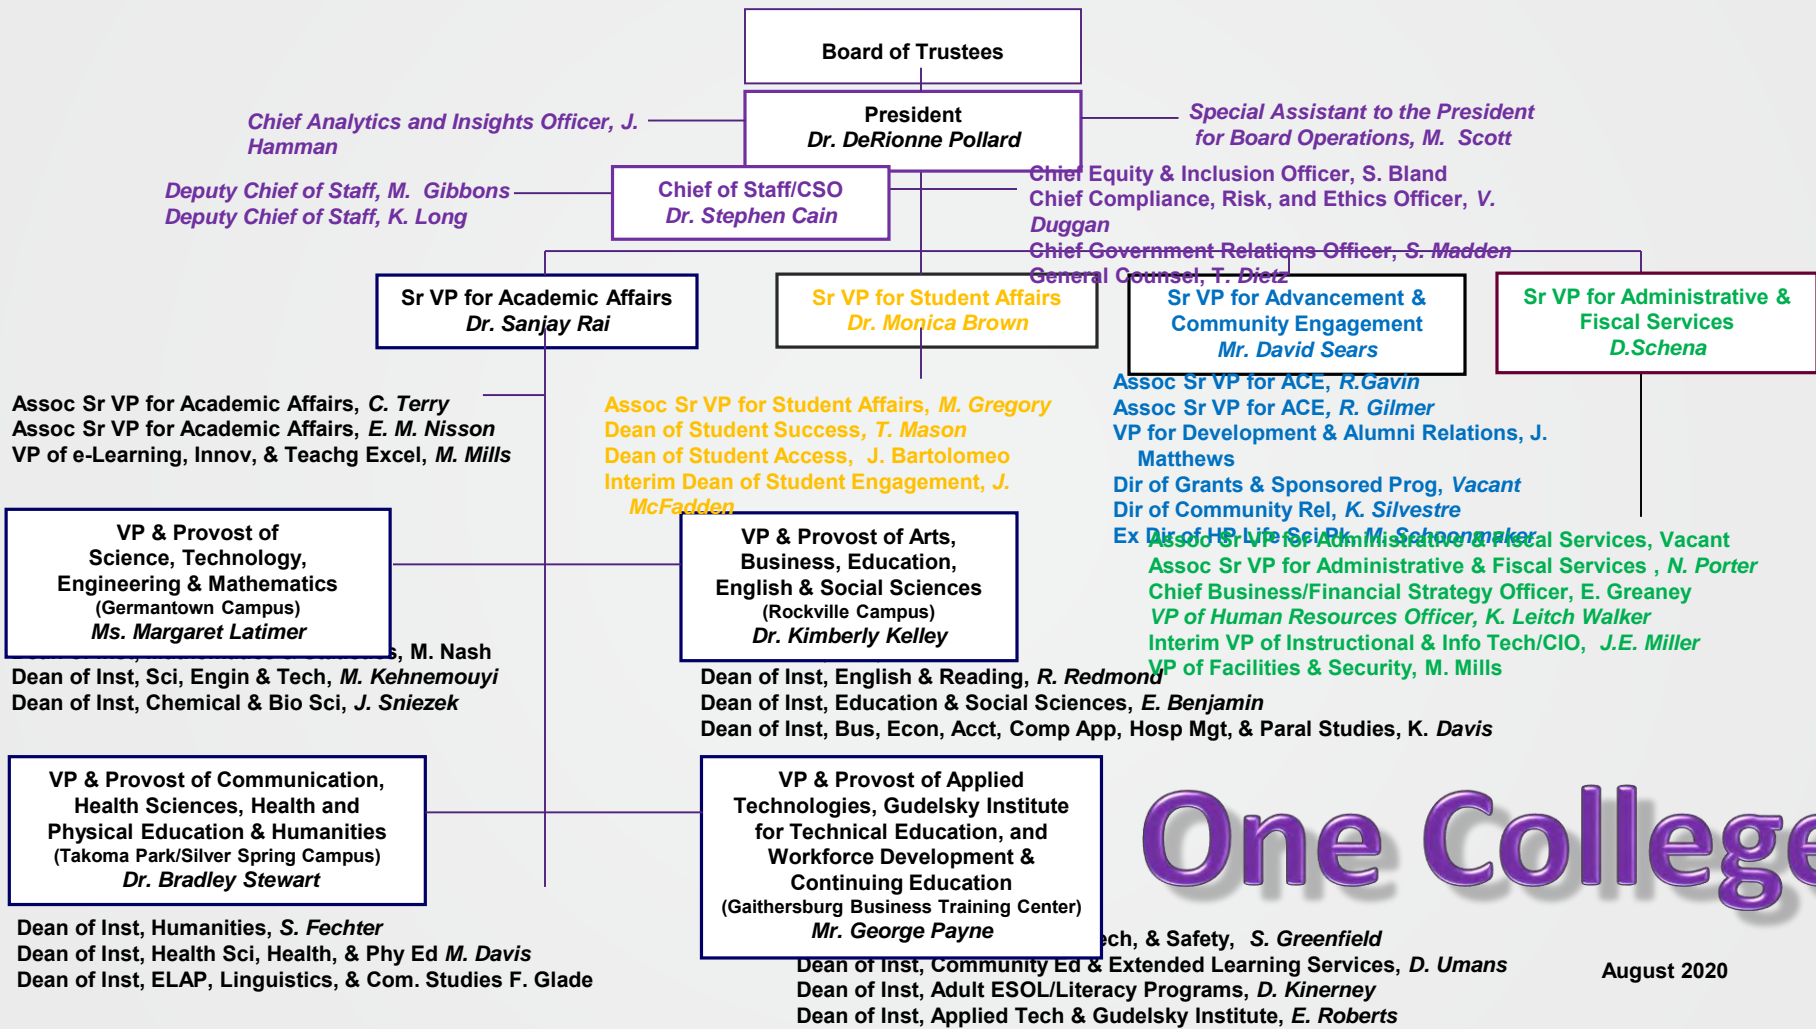 Board of Trustees
President
Dr. DeRionne Pollard
Chief Analytics and Insights Officer, J.
Hamman
Special Assistant to the President
for Board Operations, M. Scott
Deputy Chief of Staff, M. Gibbons
Deputy Chief of Staff, K. Long
Chief of Staff/CSO
Dr. Stephen Cain
Chief Equity & Inclusion Officer, S. Bland
Chief Compliance, Risk, and Ethics Officer, V.
Duggan
Chief Government Relations Officer, S. Madden
General Counsel, T. Dietz
Sr VP for Academic Affairs
Dr. Sanjay Rai
Sr VP for Student Affairs
Dr. Monica Brown
Sr VP for Advancement &
Community Engagement
Mr. David Sears
Sr VP for Administrative &
Fiscal Services
D.Schena
Assoc Sr VP for Academic Affairs, C. Terry
Assoc Sr VP for Academic Affairs, E. M. Nisson
VP of e-Learning, Innov, & Teachg Excel, M. Mills
Assoc Sr VP for Student Affairs, M. Gregory
Dean of Student Success, T. Mason
Dean of Student Access, J. Bartolomeo
Interim Dean of Student Engagement, J.
McFadden
Assoc Sr VP for ACE, R.Gavin
Assoc Sr VP for ACE, R. Gilmer
VP for Development & Alumni Relations, J.
Matthews
Dir of Grants & Sponsored Prog, Vacant
Dir of Community Rel, K. Silvestre
Ex Dir of HP Life Sci Pk, M. Schoonmaker
Assoc Sr VP for Administrative & Fiscal Services, Vacant
Assoc Sr VP for Administrative & Fiscal Services , N. Porter
Chief Business/Financial Strategy Officer, E. Greaney
VP of Human Resources Officer, K. Leitch Walker
Interim VP of Instructional & Info Tech/CIO, J.E. Miller
VP of Facilities & Security, M. Mills
VP & Provost of
Science, Technology,
Engineering & Mathematics
(Germantown Campus)
Ms. Margaret Latimer
M. Nash
Dean of Inst, Sci, Engin & Tech, M. Kehnemouyi
Dean of Inst, Chemical & Bio Sci, J. Sniezek
VP & Provost of Arts,
Business, Education,
English & Social Sciences
(Rockville Campus)
Dr. Kimberly Kelley
Dean of Inst, English & Reading, R. Redmond
Dean of Inst, Education & Social Sciences, E. Benjamin
Dean of Inst, Bus, Econ, Acct, Comp App, Hosp Mgt, & Paral Studies, K. Davis
VP & Provost of Communication,
Health Sciences, Health and
Physical Education & Humanities
(Takoma Park/Silver Spring Campus)
Dr. Bradley Stewart
Dean of Inst, Humanities, S. Fechter
Dean of Inst, Health Sci, Health, & Phy Ed M. Davis
Dean of Inst, ELAP, Linguistics, & Com. Studies F. Glade
VP & Provost of Applied
Technologies, Gudelsky Institute
for Technical Education, and
Workforce Development &
Continuing Education
(Gaithersburg Business Training Center)
Mr. George Payne
ech, & Safety, S. Greenfield
Dean of Inst, Community Ed & Extended Learning Services, D. Umans
Dean of Inst, Adult ESOL/Literacy Programs, D. Kinerney
Dean of Inst, Applied Tech & Gudelsky Institute, E. Roberts
One College
August 2020